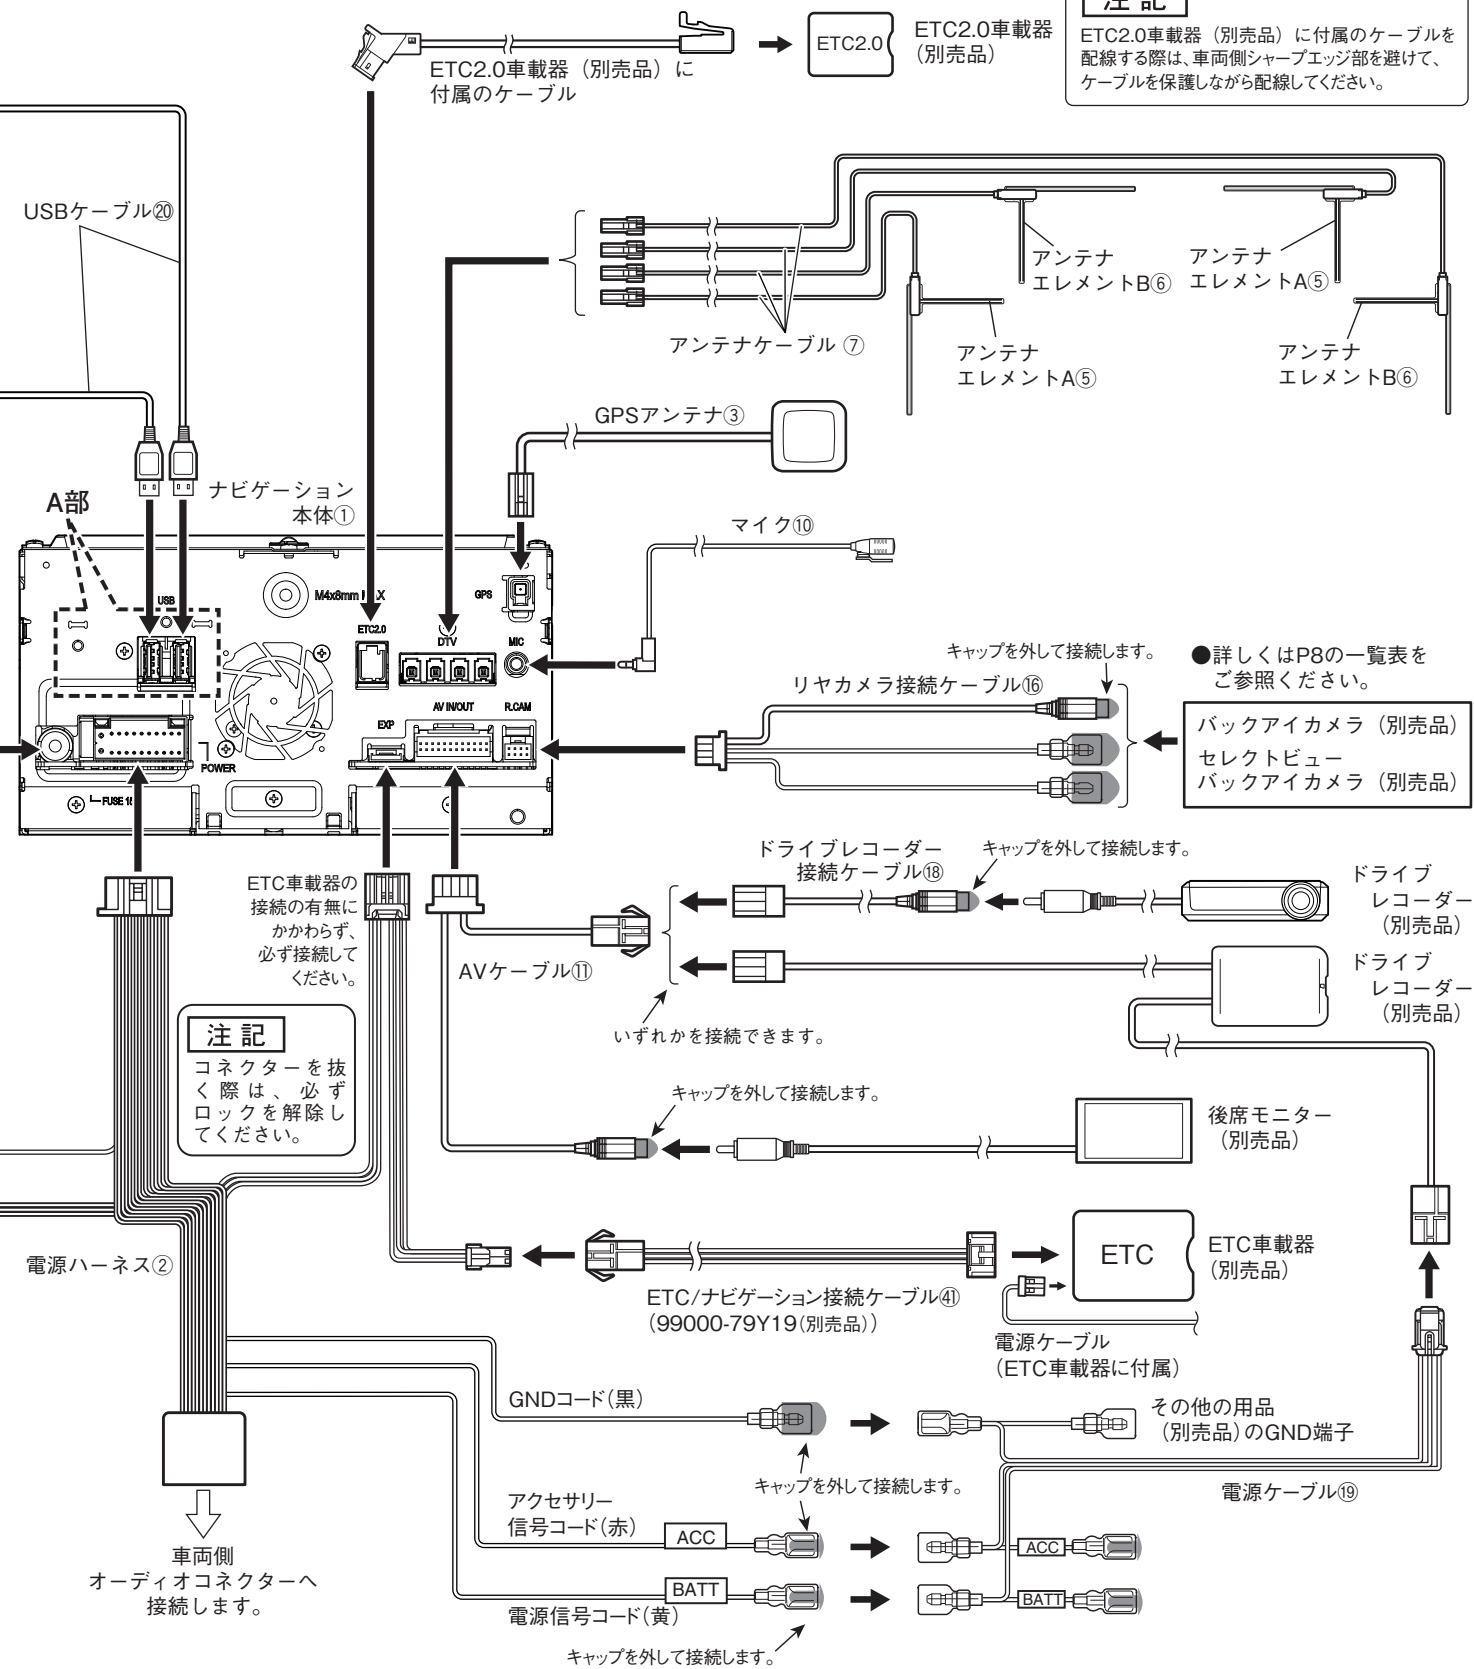 注 記
ETC2.0車載器（別売品）に付属のケーブルを
配線する際は、車両側シャープエッジ部を避けて、
ケーブルを保護しながら配線してください。
ETC2.0
ETC2.0車載器
（別売品）
ETC2.0車載器（別売品）に
付属のケーブル
USBケーブル⑳
アンテナ
エレメントB⑥
アンテナ
エレメントA⑤
アンテナケーブル ⑦
アンテナ
エレメントA⑤
アンテナ
エレメントB⑥
GPSアンテナ③
A部
ナビゲーション
本体①
マイク⑩
USB
M4x8mm
GPS
ETC2.0
DTV
MIC
EXP
AV IN/OUT
R.CAM
POWER
FUSE
キャップを外して接続します。
リヤカメラ接続ケーブル⑯
●詳しくはP8の一覧表を
ご参照ください。
バックアイカメラ（別売品）
セレクトビュー
バックアイカメラ（別売品）
ETC車載器の
接続の有無に
かかわらず、
必ず接続して
ください。
ドライブレコーダー
接続ケーブル⑱
キャップを外して接続します。
ドライブ
レコーダー
（別売品）
AVケーブル⑪
ドライブ
レコーダー
（別売品）
いずれかを接続できます。
注 記
コネクターを抜
く際は、必ず
ロックを解除し
てください。
キャップを外して接続します。
後席モニター
（別売品）
電源ハーネス②
ETC
ETC車載器
（別売品）
ETC/ナビゲーション接続ケーブル㊶
（99000-79Y19（別売品））
電源ケーブル
（ETC車載器に付属）
GNDコード（黒）
その他の用品
（別売品）のGND端子
キャップを外して接続します。
電源ケーブル⑲
アクセサリー
信号コード（赤）
ACC
ACC
BATT
BATT
電源信号コード（黄）
キャップを外して接続します。
車両側
オーディオコネクターへ
接続します。